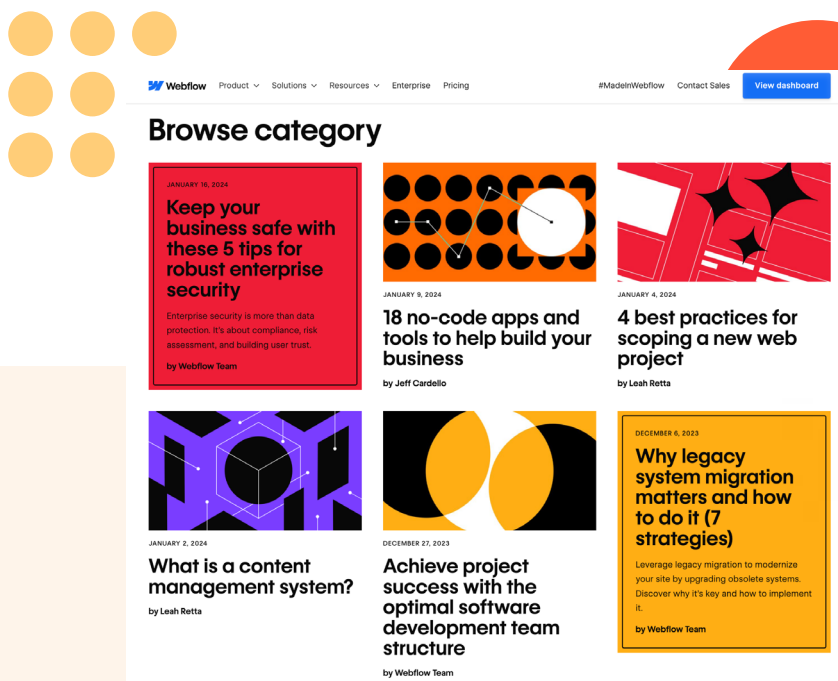 Webflow Product Solutions Resources Enterprise Pricing #MadeInWebflow Contact Sales View dashboard
Browse category
JANUARY 18, 2024
Keep your
business safe with
these 5 tips for
robust enterprise
security
Enterprise security is more than data
protection. It's about compliance, risk
assessment, and building user trust.
by Webflow Team
JANUARY 9, 2024
18 no-code apps and
tools to help build your
business
by Jeff Cardello
JANUARY 4, 2024
4 best practices for
scoping a new web
project
by Leah Retta
JANUARY 2, 2024
What is a content
management system?
by Leah Retta
DECEMBER 27, 2023
Achieve project
success with the
optimal software
development team
structure
by Webflow Team
DECEMBER 6, 2023
Why legacy
system migration
matters and how
to do it (7
strategies)
Leverage legacy migration to modernize
your site by upgrading obsolete systems.
Discover why it's key and how to implement
it.
by Webflow Team